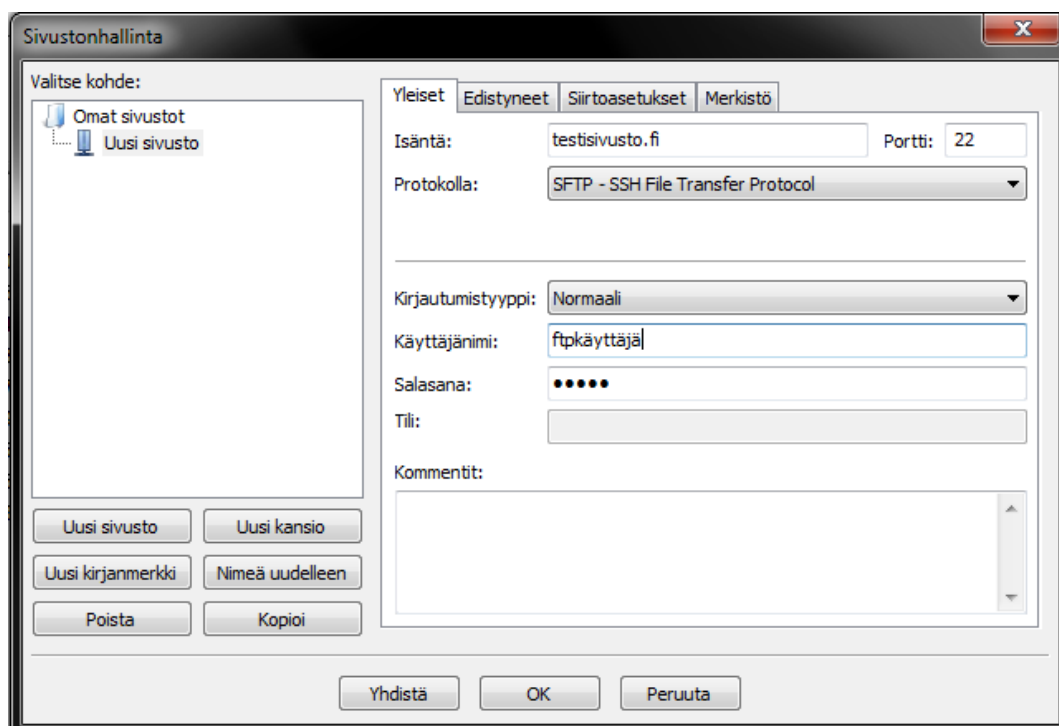 Sivustonhallinta
Valitse kohde:
Omat sivustot
Uusi sivusto
Uusi sivusto Uusi kansio
Uusi kirjanmerkki Nimeä uudelleen
Poista Kopioi
Yleiset Edistyneet Siirtoasetukset Merkistö
Isäntä: testisivusto.fi Portti: 22
Protokolla: SFTP - SSH File Transfer Protocol
Kirjautumistyyppi: Normaali
Käyttäjänimi: ftpkäyttäjä
Salasana: •••••
Tili:
Kommentit:
Yhdistä OK Peruuta